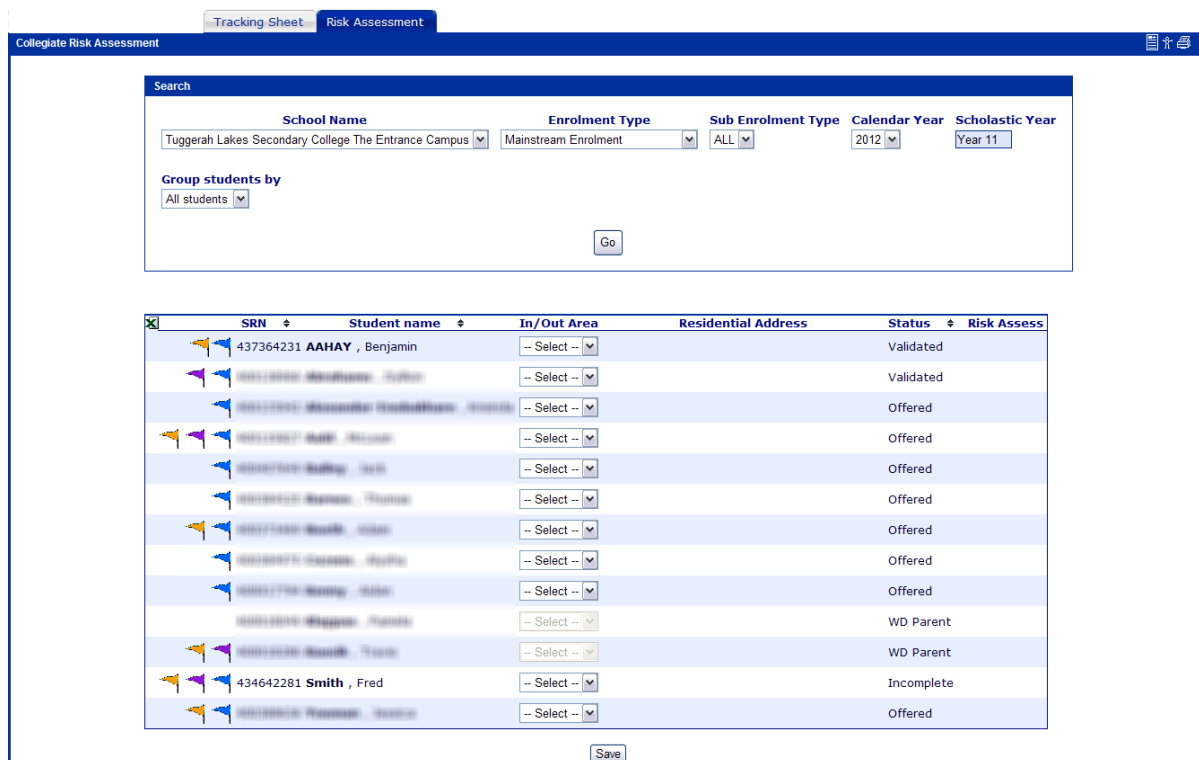 Tracking Sheet Risk Assessment
Collegiate Risk Assessment
Search
School Name Enrolment Type Sub Enrolment Type Calendar Year Scholastic Year
Tuggerah Lakes Secondary College The Entrance Campus Mainstream Enrolment ALL 2012 Year 11
Group students by
All students
Go
SRN Student name In/Out Area Residential Address Status Risk Assess
437364231 AAHAY , Benjamin -- Select -- Validated
-- Select -- Validated
-- Select -- Offered
-- Select -- Offered
-- Select -- Offered
-- Select -- Offered
-- Select -- Offered
-- Select -- Offered
-- Select -- Offered
-- Select -- WD Parent
-- Select -- WD Parent
434642281 Smith , Fred -- Select -- Incomplete
-- Select -- Offered
Save